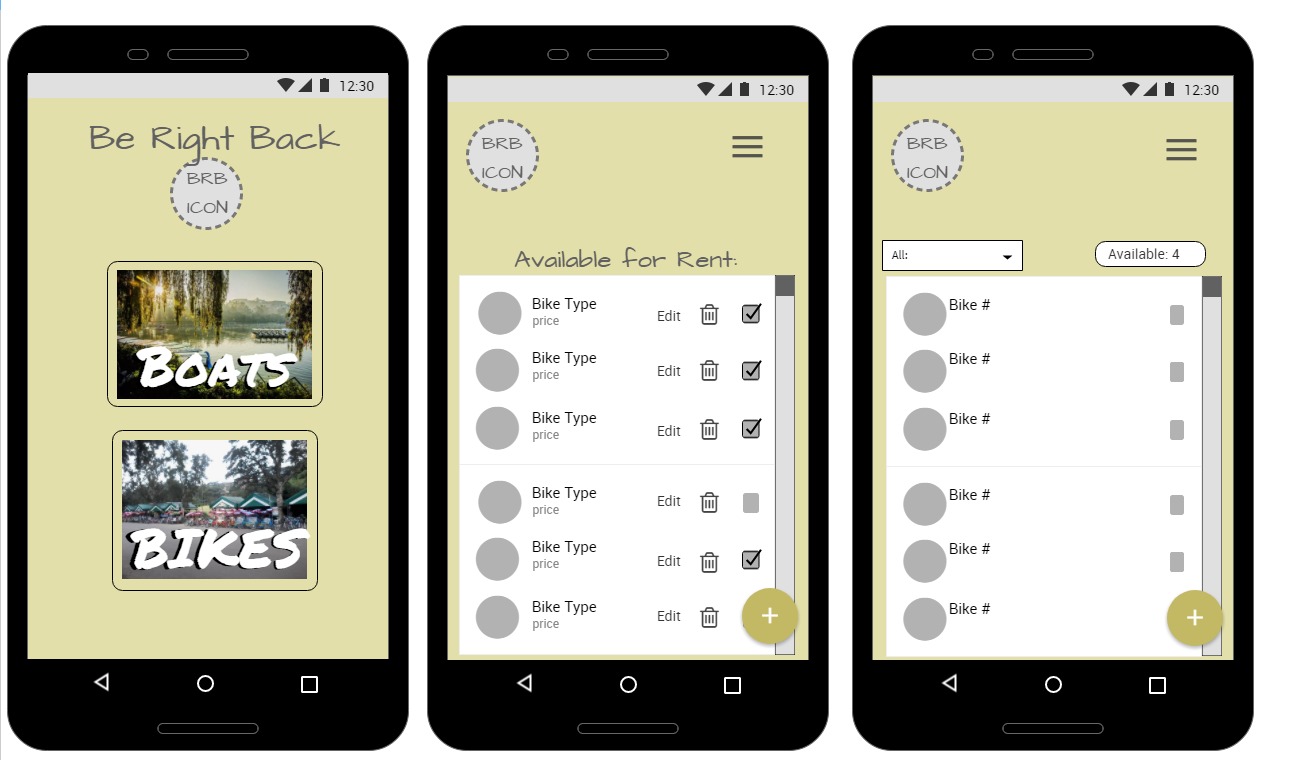 12:30
Be Right Back
BRB
ICON
BOATS
BIKES
12:30
BRB
ICON
Available for Rent:
Bike Type
price
Edit
Bike Type
price
Edit
Bike Type
price
Edit
Bike Type
price
Edit
Bike Type
price
Edit
Bike Type
price
Edit
+
12:30
BRB
ICON
All:
Available: 4
Bike #
Bike #
Bike #
Bike #
Bike #
Bike #
+